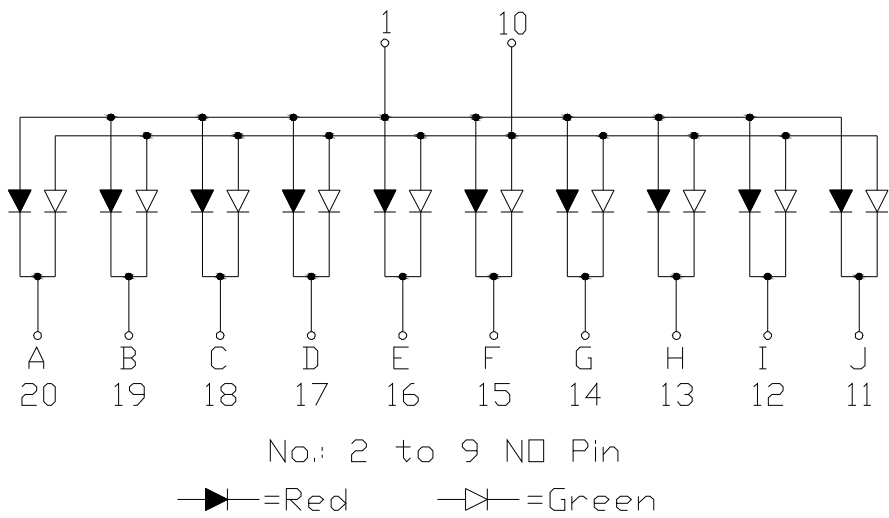 1 10
A B C D E F G H I J
20 19 18 17 16 15 14 13 12 11
No.: 2 to 9 NO Pin
=Red =Green